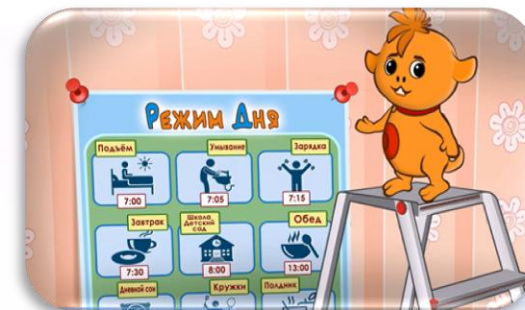 Режим Дня
Подъём
Умывание
Зарядка
7:00
7:05
7:15
Завтрак
Школа,
Детский
сад
Обед
7:30
8:00
13:00
Дневной сон
Кружки
Полдник